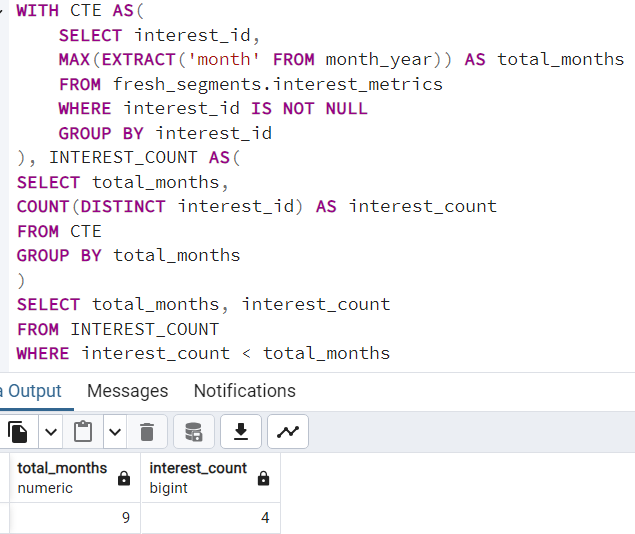 WITH CTE AS(
SELECT interest_id,
MAX(EXTRACT('month' FROM month_year)) AS total_months
FROM fresh_segments.interest_metrics
WHERE interest_id IS NOT NULL
GROUP BY interest_id
), INTEREST_COUNT AS(
SELECT total_months,
COUNT(DISTINCT interest_id) AS interest_count
FROM CTE
GROUP BY total_months
)
SELECT total_months, interest_count
FROM INTEREST_COUNT
WHERE interest_count < total_months
a Output Messages Notifications
total_months interest_count
numeric bigint
9 4